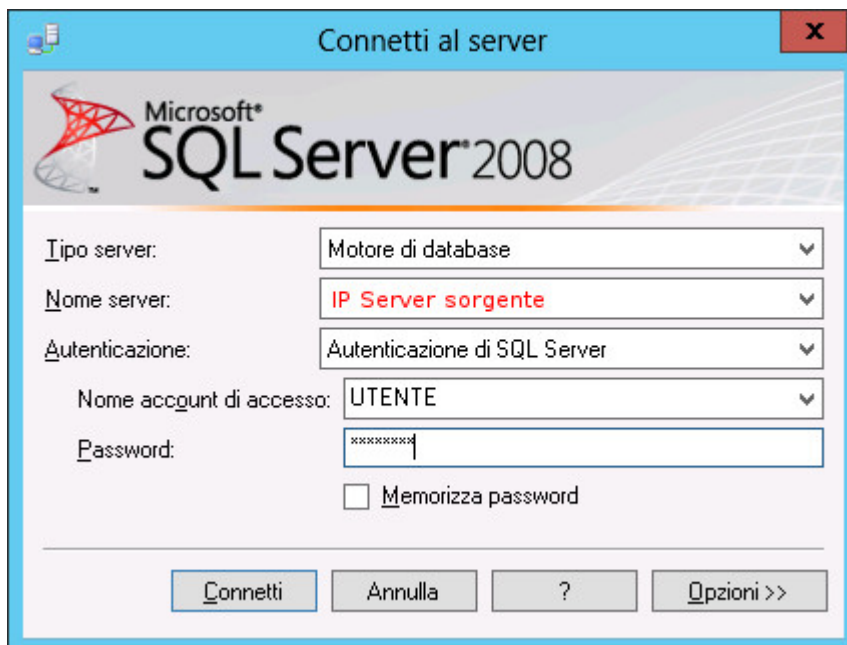 Connetti al server
x
Microsoft®
SQL Server®2008
™
Tipo server: Motore di database
Nome server: IP Server sorgente
Autenticazione: Autenticazione di SQL Server
Nome account di accesso: UTENTE
Password: ********
Memorizza password
Connetti Annulla ? Opzioni >>